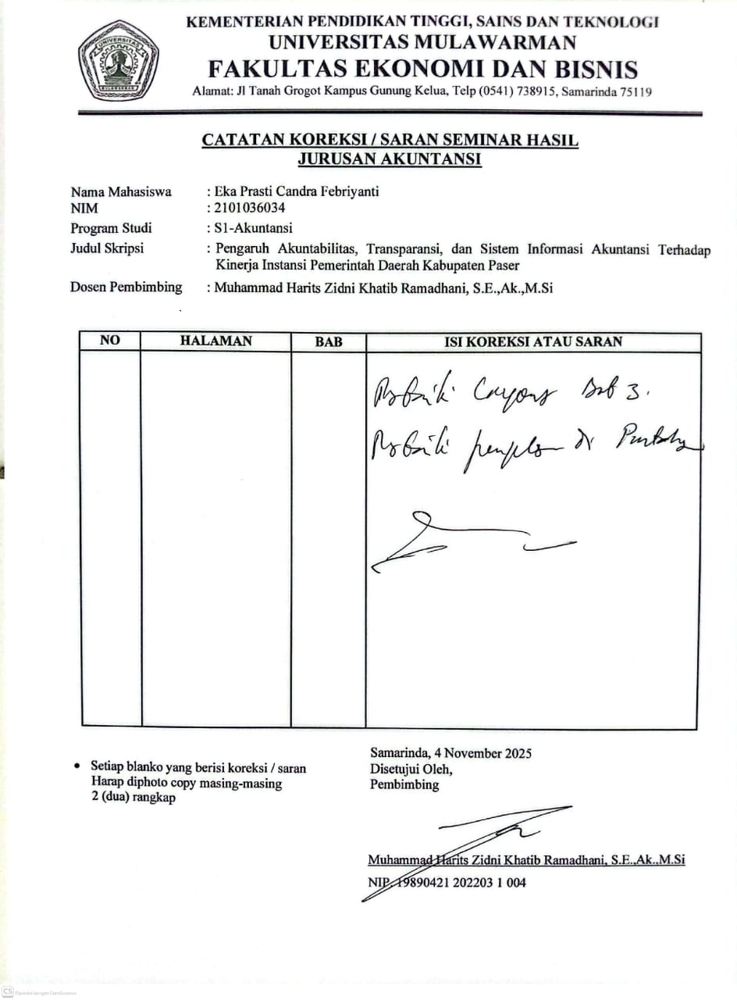 KEMENTERIAN PENDIDIKAN TINGGI, SAINS DAN TEKNOLOGI
UNIVERSITAS MULAWARMAN
FAKULTAS EKONOMI DAN BISNIS
Alamat: Jl Tanah Grogot Kampus Gunung Kelua, Telp (0541) 738915, Samarinda 75119
UNIVERSITAS
CATATAN KOREKSI / SARAN SEMINAR HASIL
JURUSAN AKUNTANSI
Nama Mahasiswa : Eka Prasti Candra Febriyanti
NIM : 2101036034
Program Studi : S1-Akuntansi
Judul Skripsi : Pengaruh Akuntabilitas, Transparansi, dan Sistem Informasi Akuntansi Terhadap
Kinerja Instansi Pemerintah Daerah Kabupaten Paser
Dosen Pembimbing : Muhammad Harits Zidni Khatib Ramadhani, S.E.,Ak.,M.Si
NO HALAMAN BAB ISI KOREKSI ATAU SARAN
Perbaiki Bab 3.
Perbaiki di
• Setiap blanko yang berisi koreksi / saran
Harap diphoto copy masing-masing
2 (dua) rangkap
Samarinda, 4 November 2025
Disetujui Oleh,
Pembimbing
Muhammad Harits Zidni Khatib Ramadhani, S.E.,Ak.,M.Si
NIP. 19890421 202203 1 004
CS Dipindai dengan CamScanner